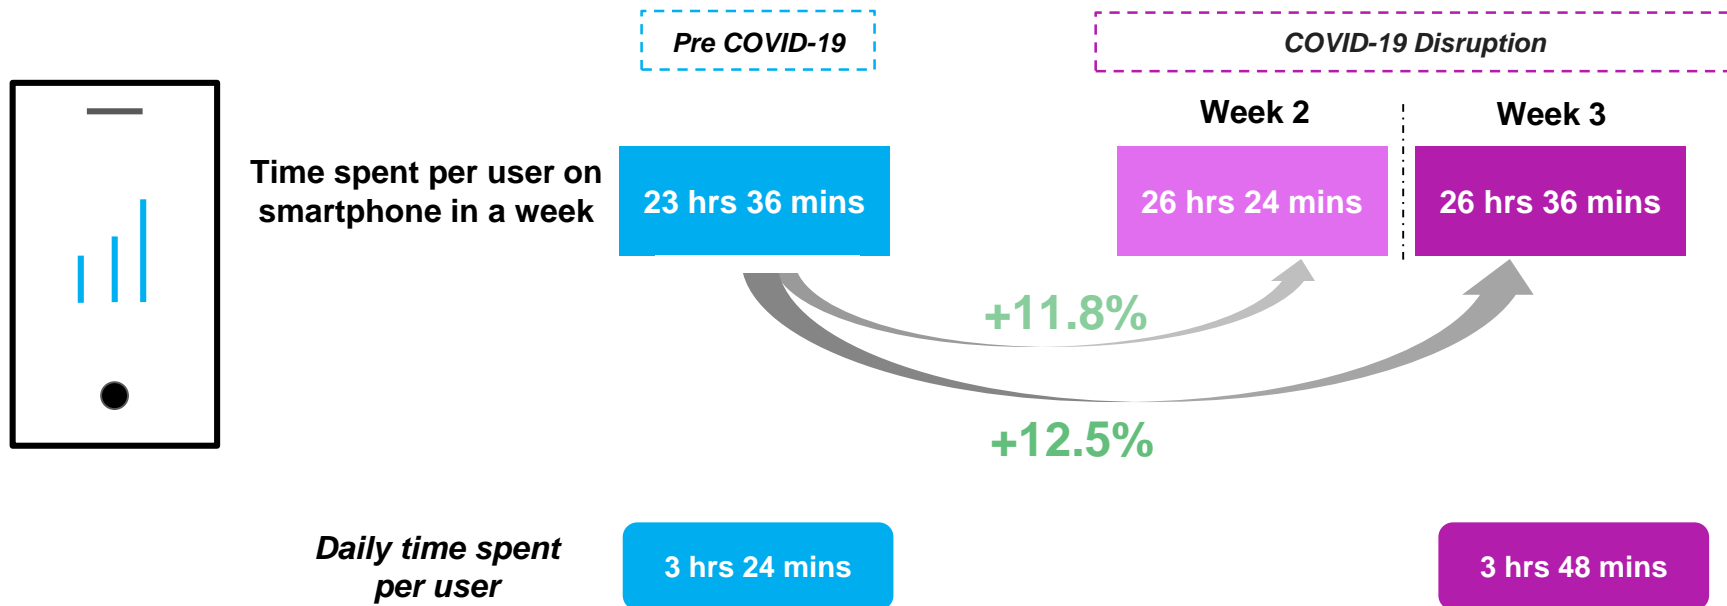 Pre COVID-19
COVID-19 Disruption
Week 2
Week 3
Time spent per user on
smartphone in a week
23 hrs 36 mins
26 hrs 24 mins
26 hrs 36 mins
+11.8%
+12.5%
Daily time spent
per user
3 hrs 24 mins
3 hrs 48 mins